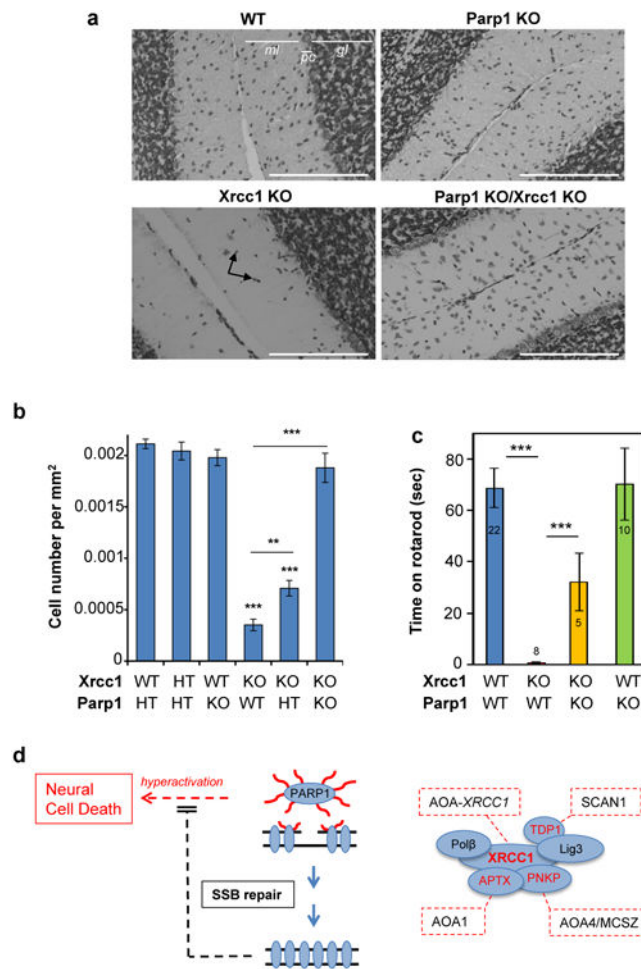 a
WT
Parp1 KO
ml
pc
gl
Xrcc1 KO
Parp1 KO/Xrcc1 KO
b
Cell number per mm2
0.002
0.0015
0.001
0.0005
0
***
**
***
***
Xrcc1 WT HT WT KO KO KO
Parp1 HT HT KO WT HT KO
c
Time on rotarod (sec)
80
60
40
20
0
***
***
22
8
5
10
Xrcc1 WT KO KO WT
Parp1 WT WT KO KO
d
Neural
Cell Death
hyperactivation
PARP1
SSB repair
AOA-XRCC1
SCAN1
TDP1
Polβ
XRCC1
Lig3
APTX
PNKP
AOA1
AOA4/MCSZ